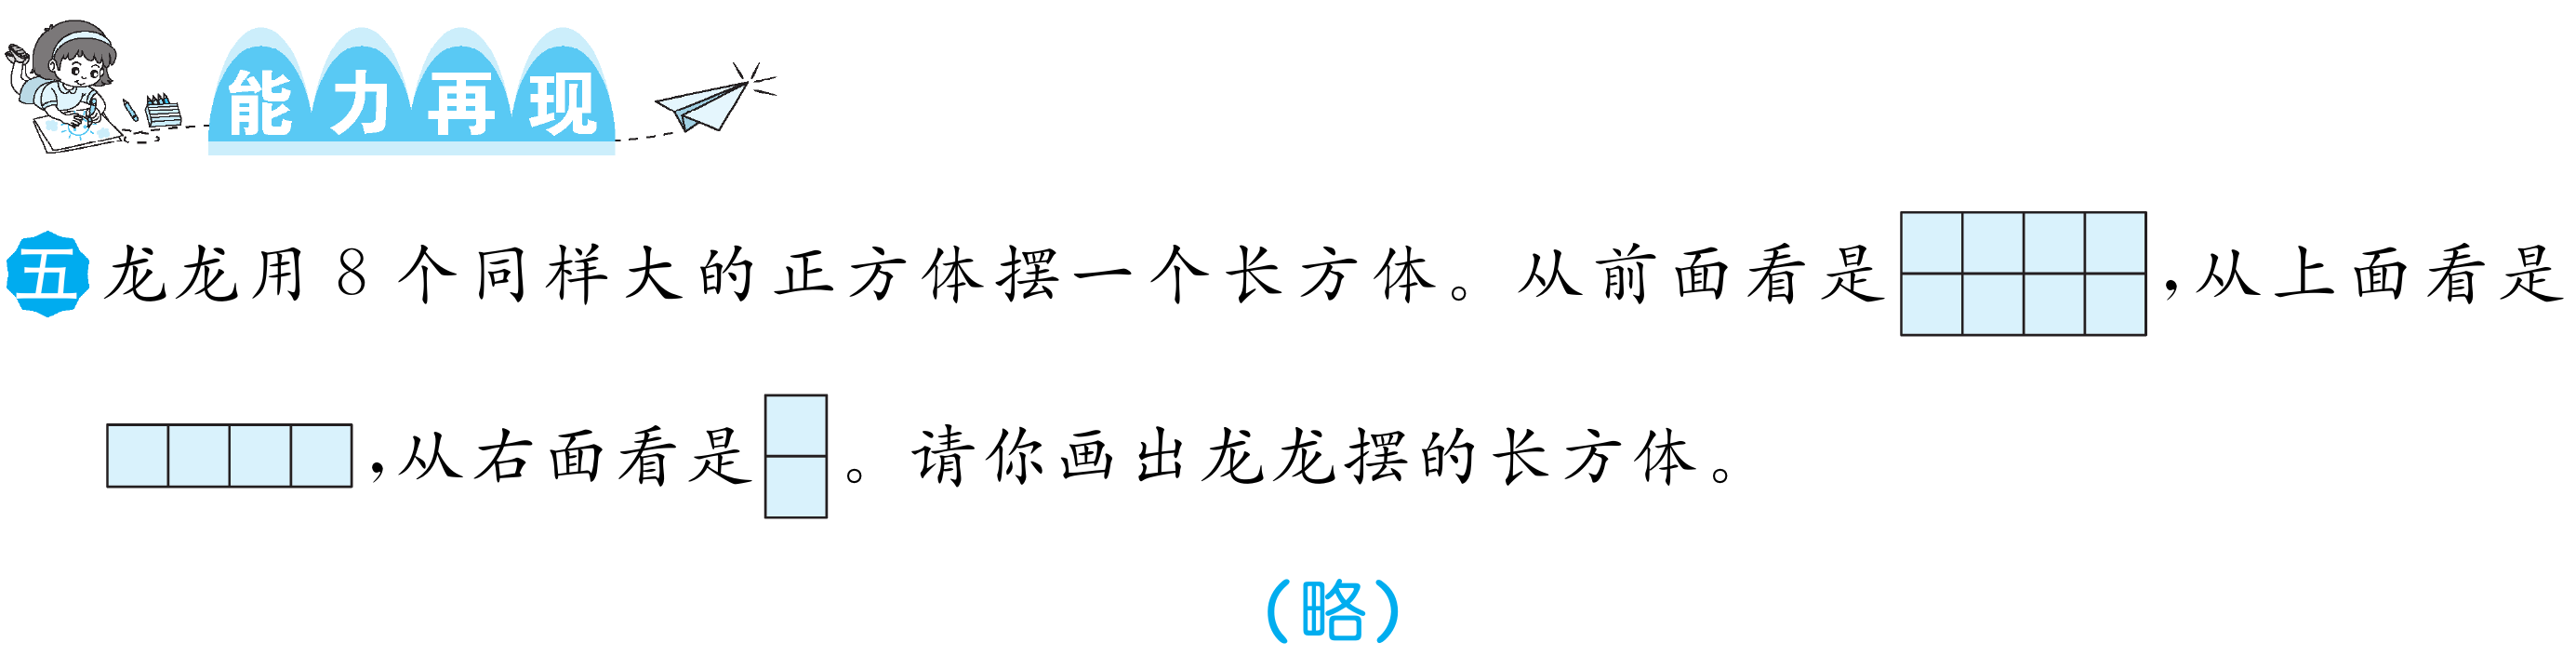 能力再现
五 龙龙用 8 个同样大的正方体摆一个长方体。从前面看是,从上面看是
,从右面看是。请你画出龙龙摆的长方体。
(略)